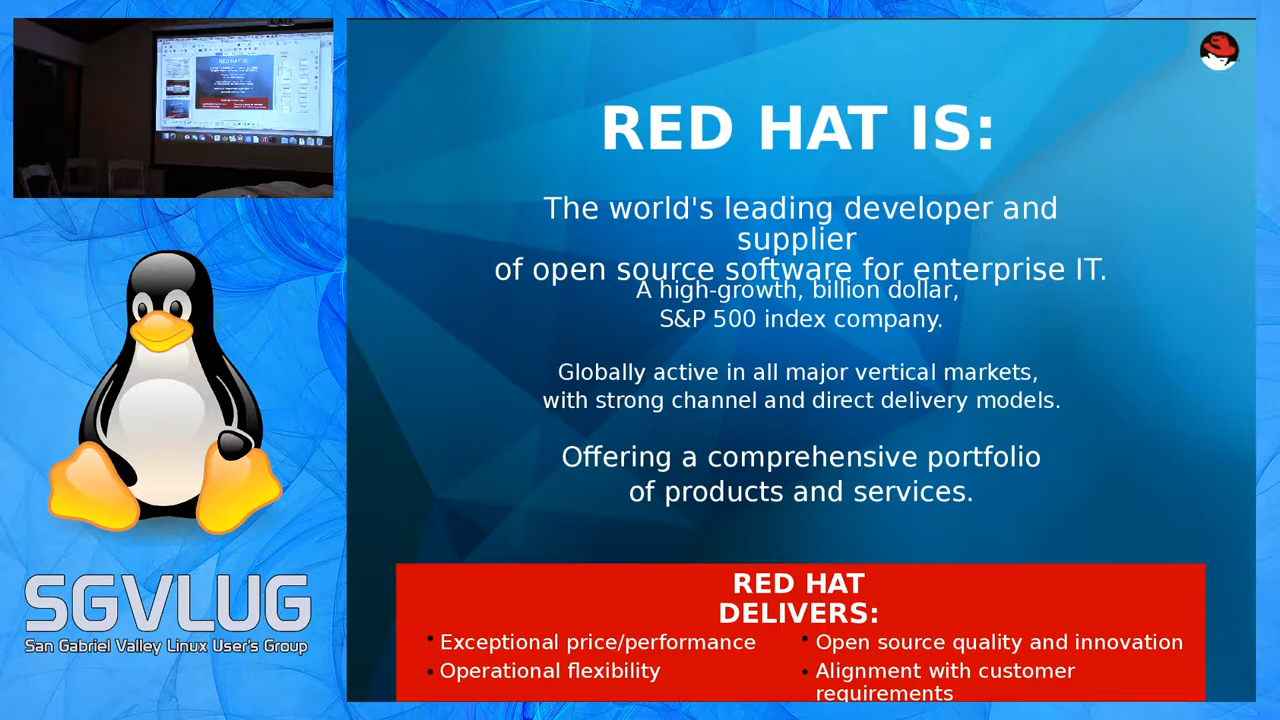 RED HAT IS:
The world's leading developer and
supplier
of open source software for enterprise IT.
A high-growth, billion dollar,
S&P 500 index company.
Globally active in all major vertical markets,
with strong channel and direct delivery models.
Offering a comprehensive portfolio
of products and services.
RED HAT
DELIVERS:
• Exceptional price/performance
• Operational flexibility
• Open source quality and innovation
• Alignment with customer
requirements
SGVLUG
San Gabriel Valley Linux User's Group
RED HAT IS: